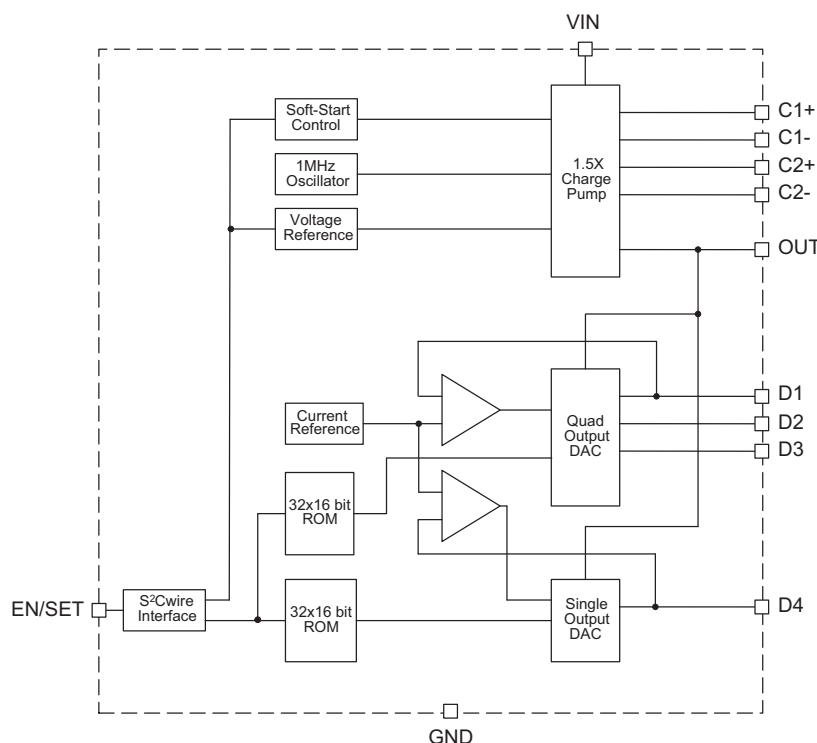 VIN
Soft-Start
Control
C1+
C1-
1MHz
Oscillator
1.5X
Charge
Pump
C2+
C2-
Voltage
Reference
OUT
Current
Reference
Quad
Output
DAC
D1
D2
D3
32x16 bit
ROM
EN/SET
S²Cwire
Interface
32x16 bit
ROM
Single
Output
DAC
D4
GND